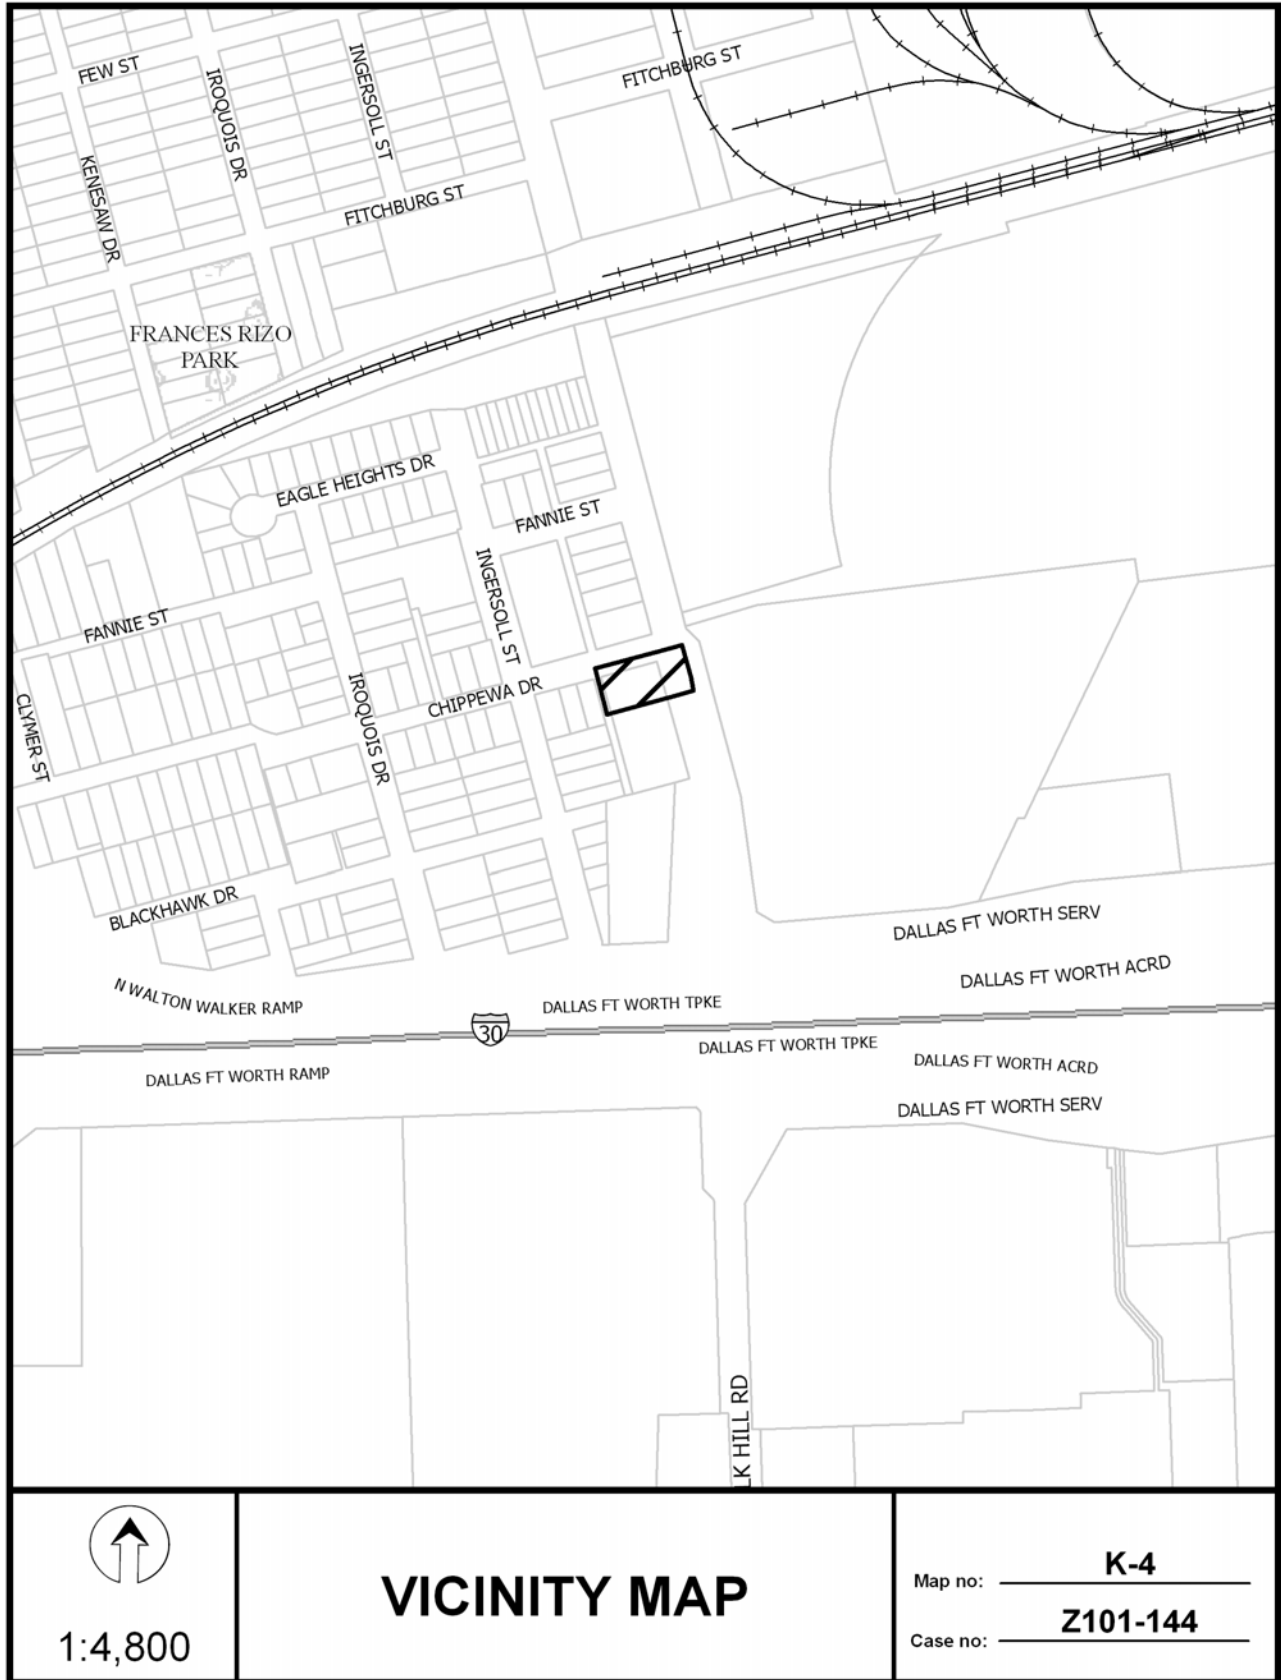 FEW ST
IROQUOIS DR
INGERSOLL ST
FITCHBURG ST
KENESAW DR
FITCHBURG ST
FRANCES RIZO
PARK
EAGLE HEIGHTS DR
FANNIE ST
INGERSOLL ST
FANNIE ST
CLYMER ST
IROQUOIS DR
CHIPPEWA DR
BLACKHAWK DR
DALLAS FT WORTH SERV
DALLAS FT WORTH ACRD
N WALTON WALKER RAMP
DALLAS FT WORTH TPKE
30
DALLAS FT WORTH TPKE
DALLAS FT WORTH ACRD
DALLAS FT WORTH RAMP
DALLAS FT WORTH SERV
LK HILL RD
1:4,800
VICINITY MAP
Map no: K-4
Case no: Z101-144